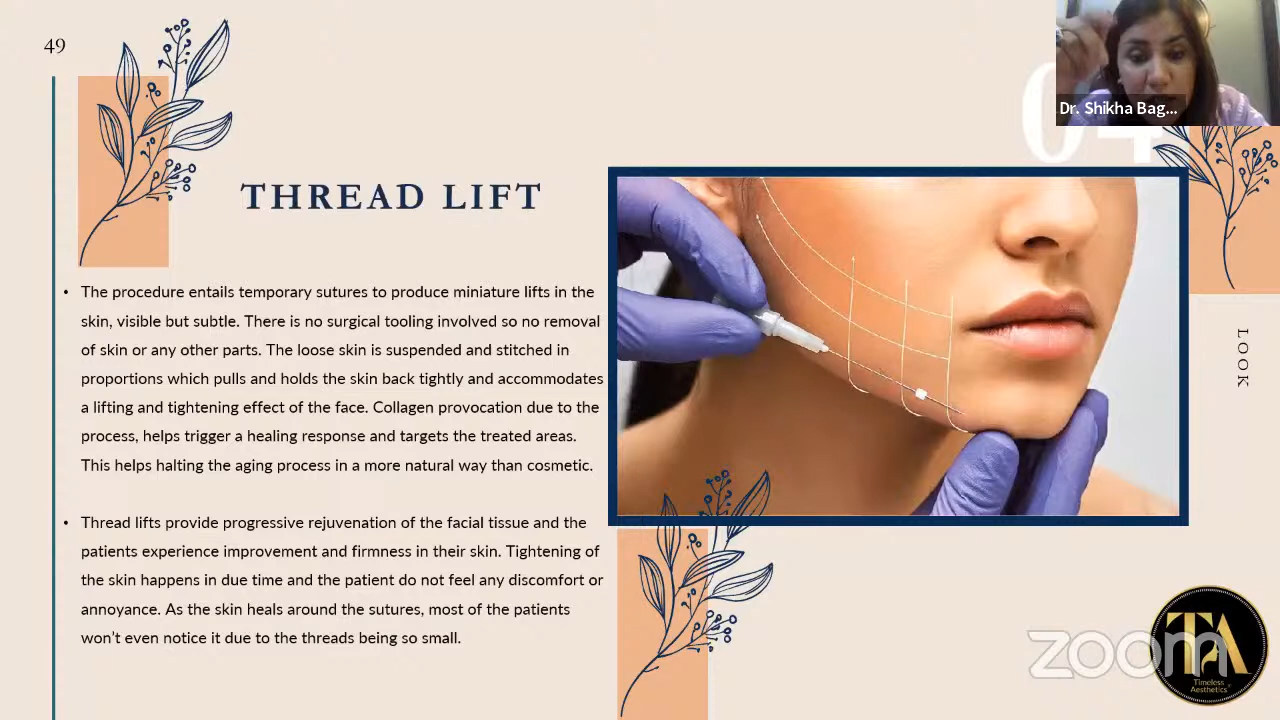 49
04
Dr. Shikha Bag...
THREAD LIFT
• The procedure entails temporary sutures to produce miniature lifts in the
skin, visible but subtle. There is no surgical tooling involved so no removal
of skin or any other parts. The loose skin is suspended and stitched in
proportions which pulls and holds the skin back tightly and accommodates
a lifting and tightening effect of the face. Collagen provocation due to the
process, helps trigger a healing response and targets the treated areas.
This helps halting the aging process in a more natural way than cosmetic.
• Thread lifts provide progressive rejuvenation of the facial tissue and the
patients experience improvement and firmness in their skin. Tightening of
the skin happens in due time and the patient do not feel any discomfort or
annoyance. As the skin heals around the sutures, most of the patients
won't even notice it due to the threads being so small.
LOOK
zoom
TA
Timeless
Aesthetics